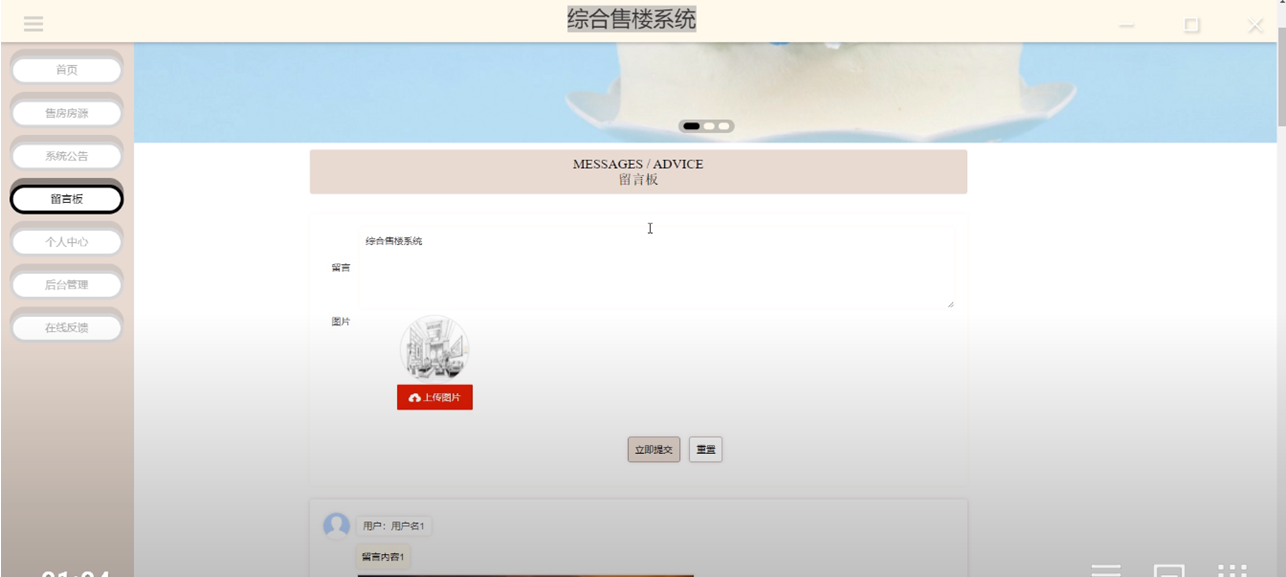 综合售楼系统
首页
售房房源
系统公告
留言板
个人中心
后台管理
在线反馈
MESSAGES / ADVICE
留言板
留言
综合售楼系统
图片
上传图片
立即提交
重置
用户：用户名1
留言内容1